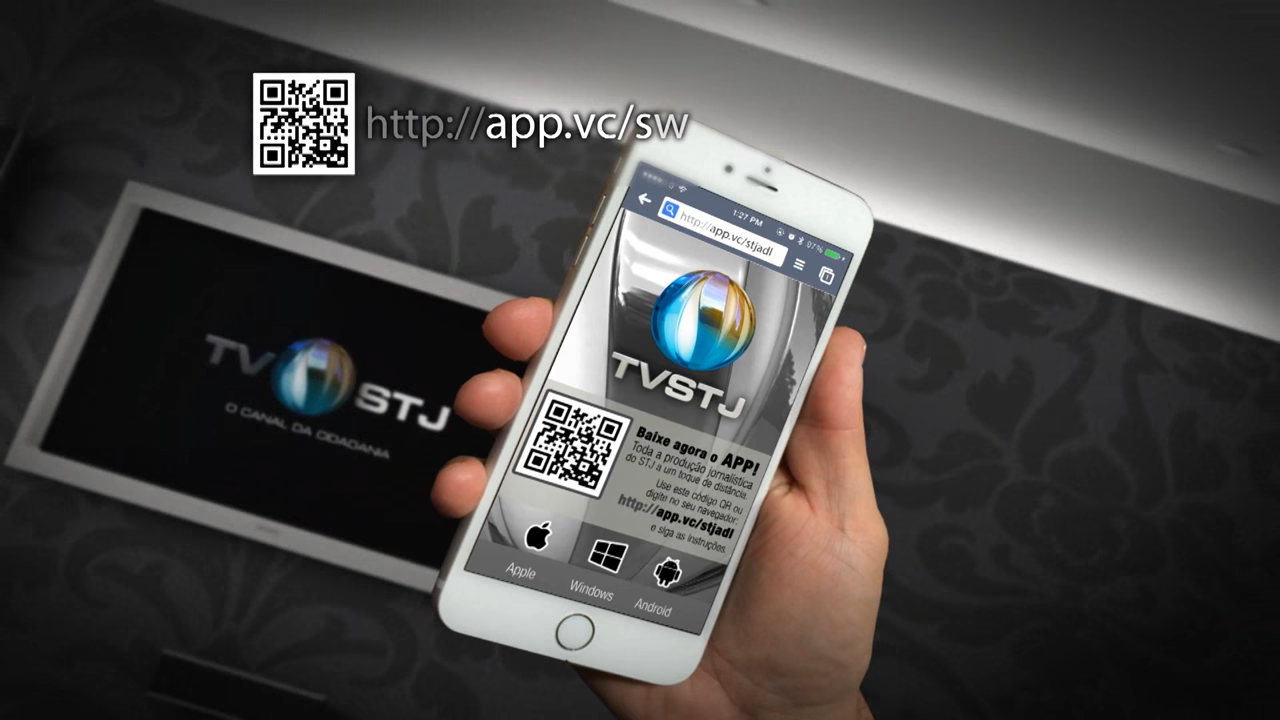 http://app.vc/sw
1:27 PM
97%
http://app.vc/stjadl
TVSTJ
Baixe agora o APP!
Toda a produção jornalística
do STJ a um toque de distância.
Use este código QR ou
digite no seu navegador:
http://app.vc/stjadl
e siga as instruções.
Apple
Windows
Android
TV STJ
O CANAL DA CIDADANIA